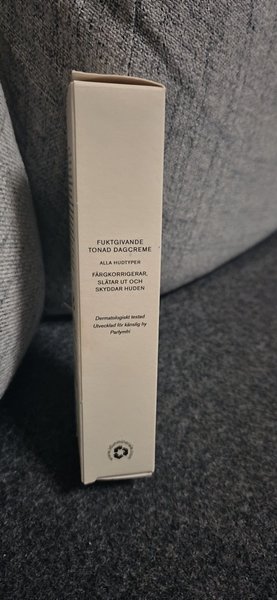 FUKTGIVANDE
TONAD DAGCREME
ALLA HUDTYPER
FÄRGKORRIGERAR,
SLÄTAR UT OCH
SKYDDAR HUDEN
Dermatologiskt testad
Utvecklad för känslig hy
Parfymfri